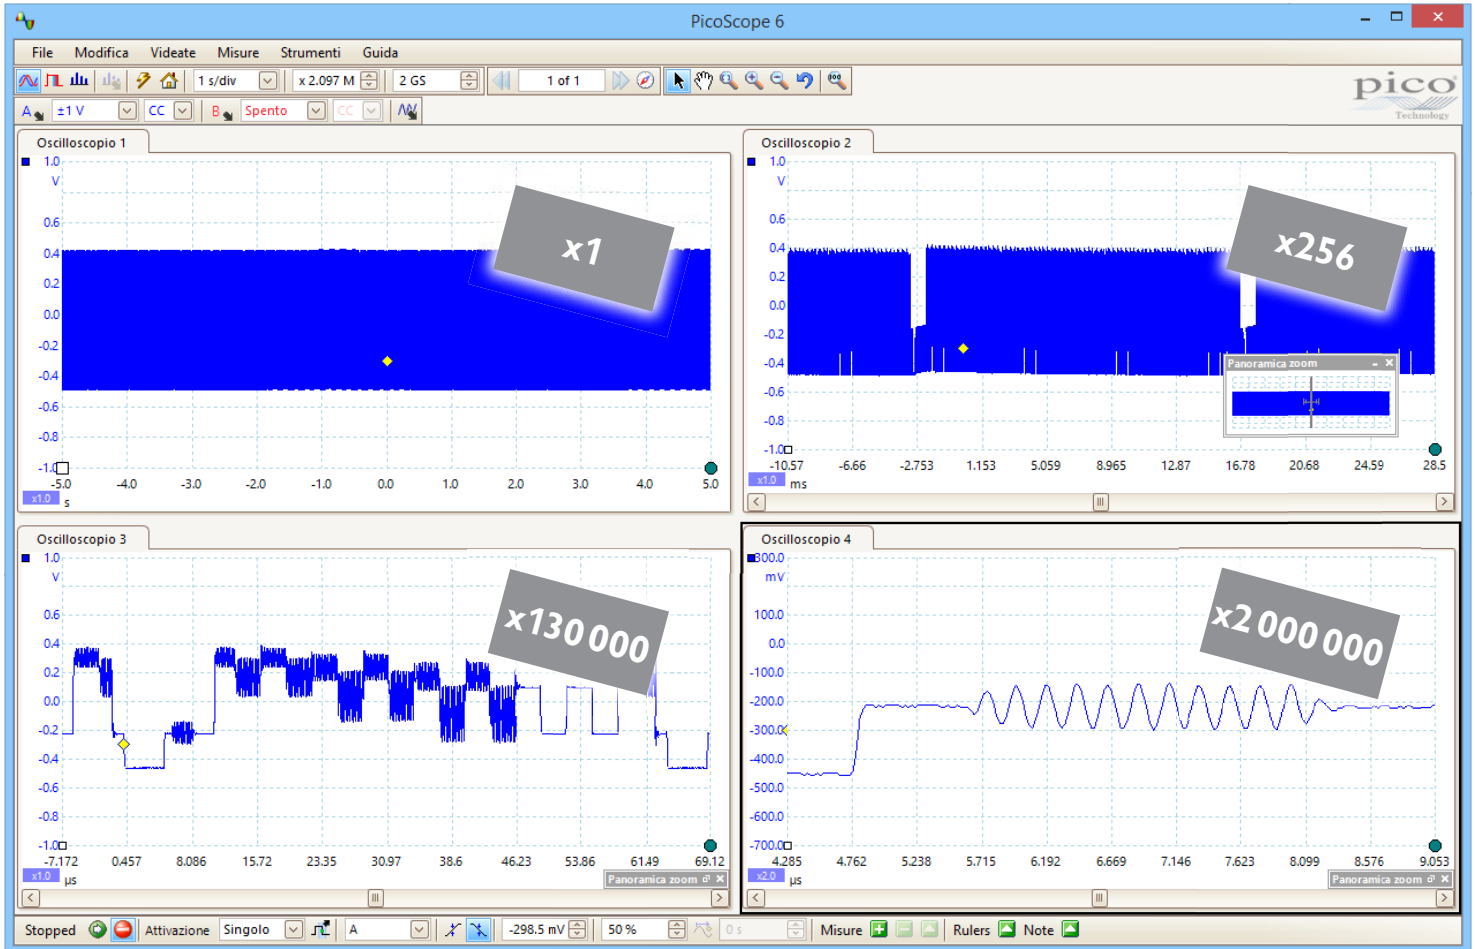 PicoScope 6
File Modifica Videate Misure Strumenti Guida
1 s/div x 2.097 M 2 GS 1 of 1
pico
Technology
A ±1 V CC B Spento CC
Oscilloscopio 1
1.0
V
0.6
0.4
0.2
0.0
-0.2
-0.4
-0.6
-0.8
-1.0
-5.0 -4.0 -3.0 -2.0 -1.0 0.0 1.0 2.0 3.0 4.0 5.0
x1.0 s
x1
Oscilloscopio 2
1.0
V
0.6
0.4
0.2
0.0
-0.2
-0.4
-0.6
-0.8
-1.0
-10.57 -6.66 -2.753 1.153 5.059 8.965 12.87 16.78 20.68 24.59 28.5
x1.0 ms
x256
Panoramica zoom
Oscilloscopio 3
1.0
V
0.6
0.4
0.2
0.0
-0.2
-0.4
-0.6
-0.8
-1.0
-7.172 0.457 8.086 15.72 23.35 30.97 38.6 46.23 53.86 61.49 69.12
x1.0 µs
x130 000
Panoramica zoom
Oscilloscopio 4
300.0
mV
100.0
0.0
-100.0
-200.0
-300.0
-400.0
-500.0
-600.0
-700.0
4.285 4.762 5.238 5.715 6.192 6.669 7.146 7.623 8.099 8.576 9.053
x2.0 µs
x2 000 000
Panoramica zoom
Stopped Attivazione Singolo A -298.5 mV 50 % 0 s Misure Rulers Note